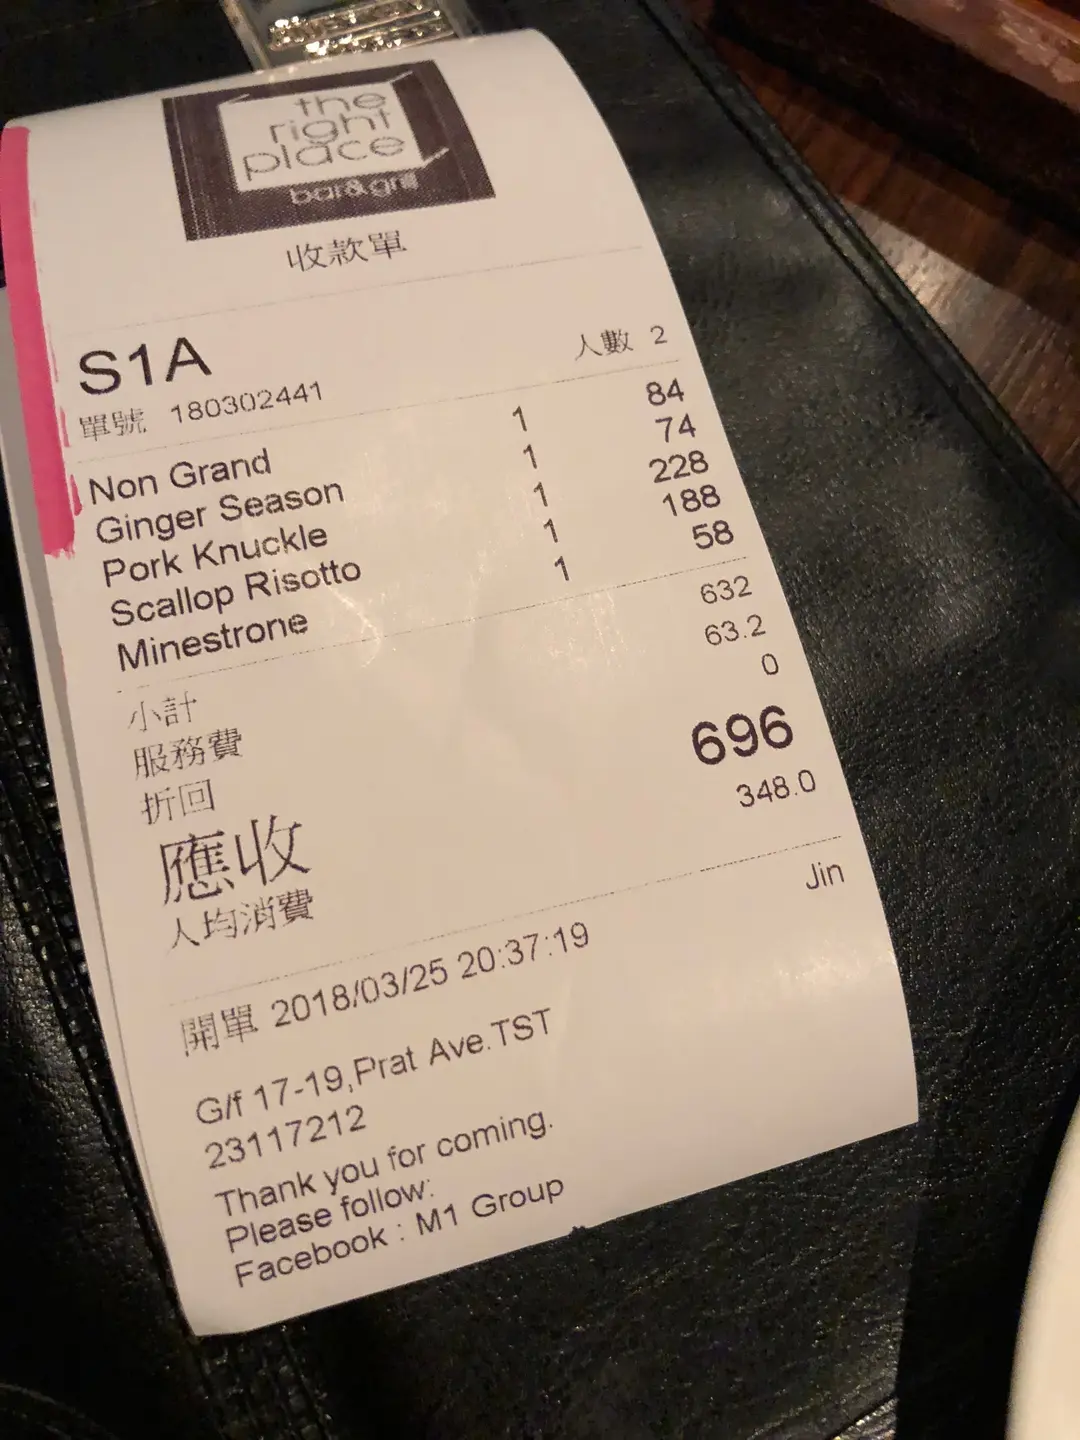 the
right
place
bar&grill
收款單
S1A
單號 180302441 人數 2
Non Grand 1 84
Ginger Season 1 74
Pork Knuckle 1 228
Scallop Risotto 1 188
Minestrone 1 58
小計 632
服務費 63.2
折回 0
應收 696
人均消費 348.0
開單 2018/03/25 20:37:19 Jin
G/f 17-19,Prat Ave.TST
23117212
Thank you for coming.
Please follow:
Facebook : M1 Group